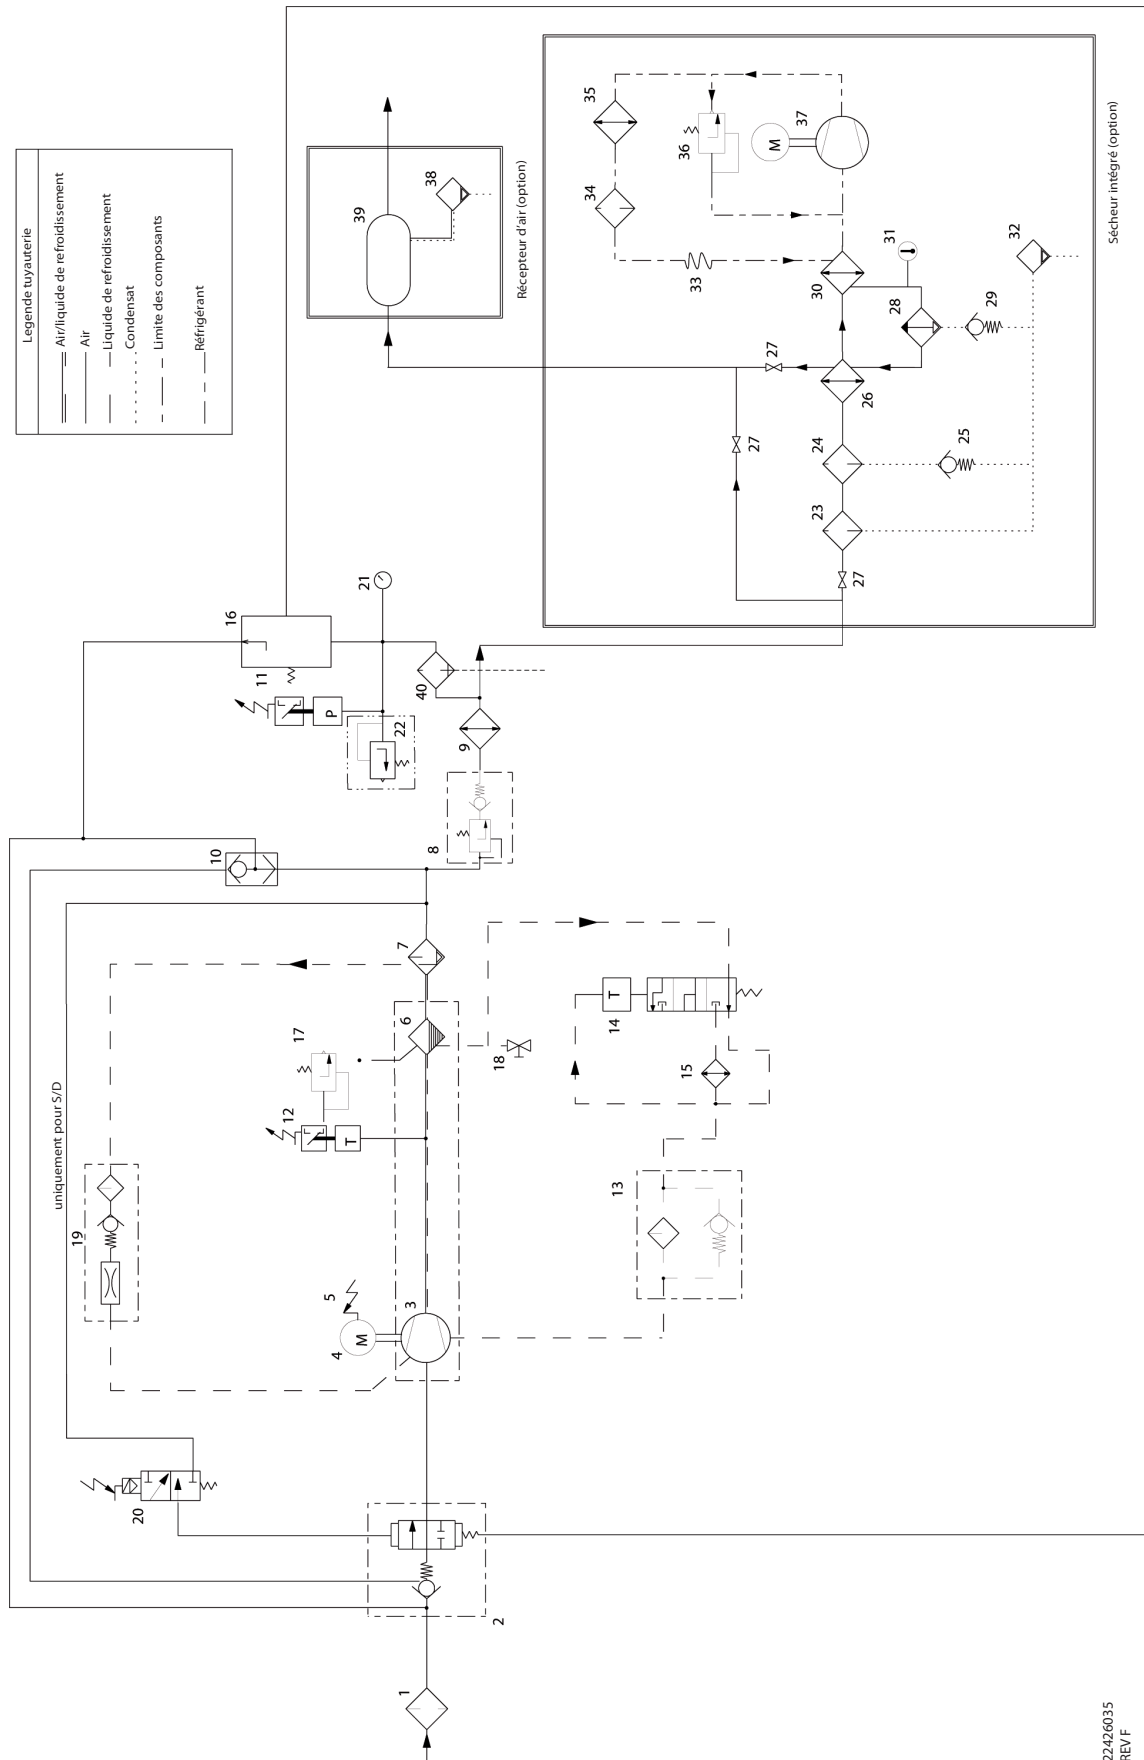 Legende tuyauterie
Air/liquide de refroidissement
Air
Liquide de refroidissement
Condensat
Limite des composants
Réfrigérant
1
2
3
4
M
5
6
7
8
9
10
11
P
12
T
13
14
T
15
16
17
18
19
20
uniquement pour S/D
21
22
40
39
38
Récepteur d'air (option)
23
24
25
26
27
27
27
28
29
30
31
32
33
34
35
36
37
M
Sécheur intégré (option)
22426035
REV F